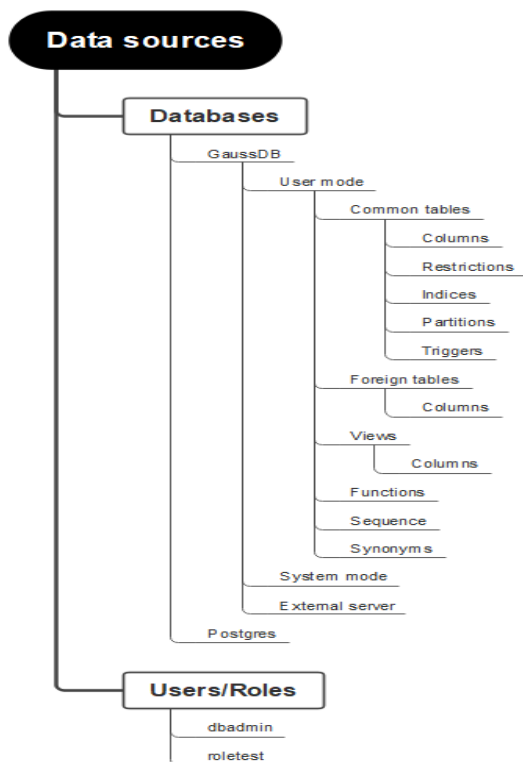 Data sources
Databases
GaussDB
User mode
Common tables
Columns
Restrictions
Indices
Partitions
Triggers
Foreign tables
Columns
Views
Columns
Functions
Sequence
Synonyms
System mode
External server
Postgres
Users/Roles
dbadmin
roletest